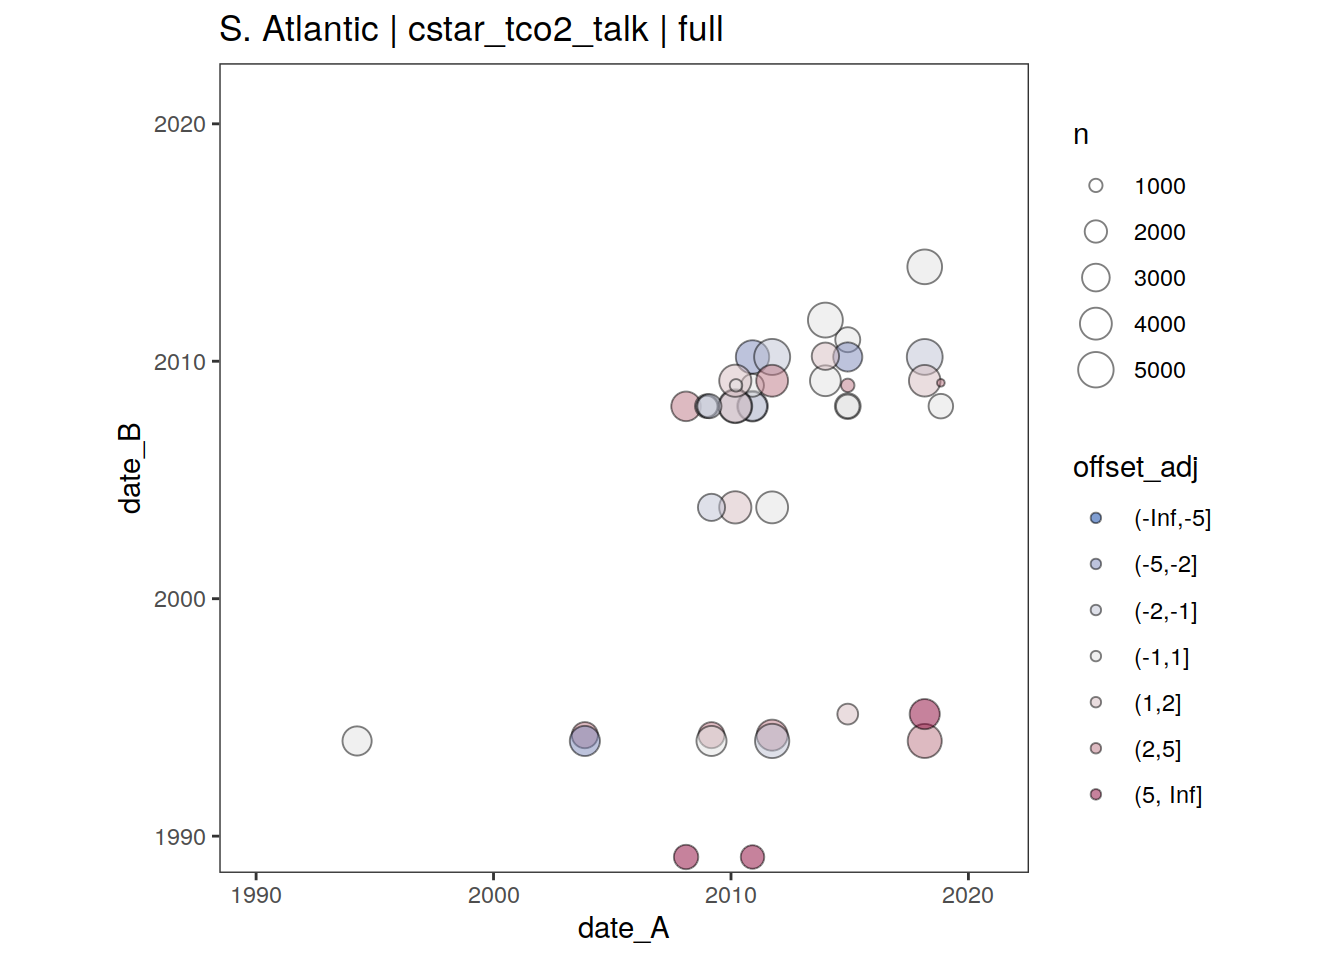 S. Atlantic | cstar_tco2_talk | full
date_B
2020
2010
2000
1990
1990 2000 2010 2020
date_A
n
1000
2000
3000
4000
5000
offset_adj
(-Inf,-5]
(-5,-2]
(-2,-1]
(-1,1]
(1,2]
(2,5]
(5, Inf]